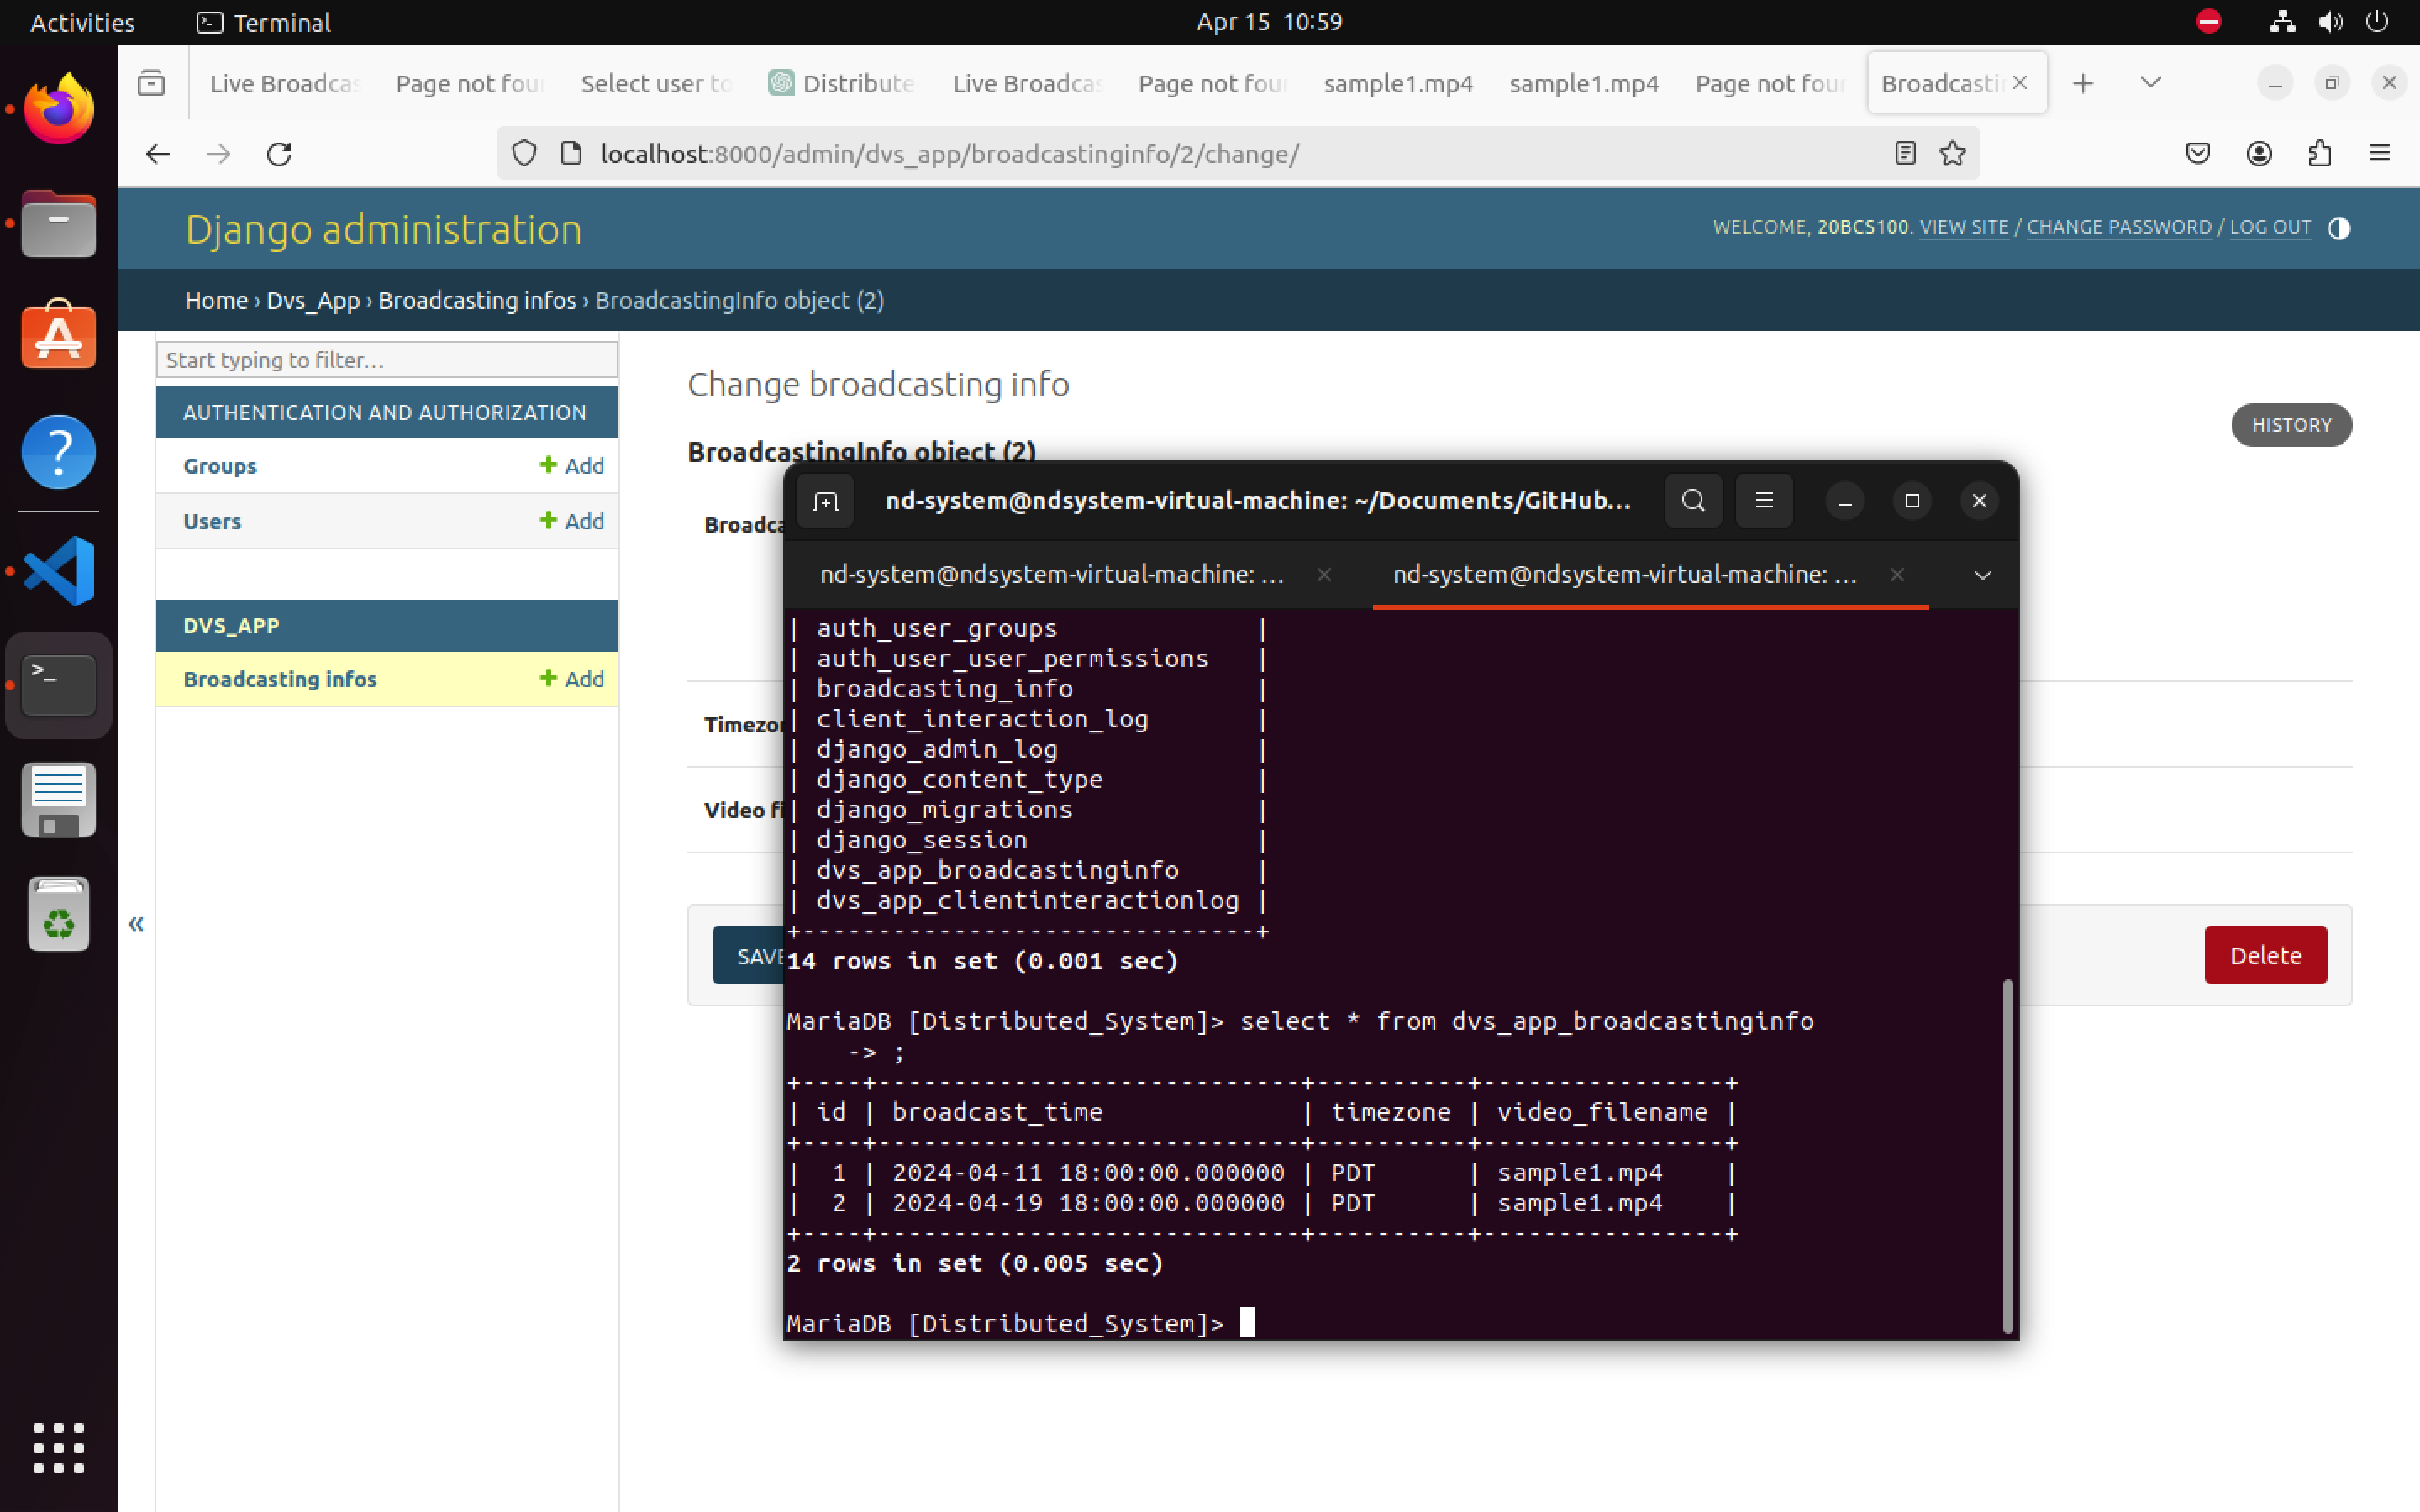 Activities
Terminal
Apr 15 10:59
Live Broadcas
Page not four
Select user to
Distribute
Live Broadcas
Page not four
sample1.mp4
sample1.mp4
Page not four
Broadcastin
localhost:8000/admin/dvs_app/broadcastinginfo/2/change/
Django administration
WELCOME, 20BCS100. VIEW SITE / CHANGE PASSWORD / LOG OUT
Home › Dvs_App › Broadcasting infos › BroadcastingInfo object (2)
Start typing to filter…
AUTHENTICATION AND AUTHORIZATION
Groups + Add
Users + Add
DVS_APP
Broadcasting infos + Add
«
Change broadcasting info
HISTORY
BroadcastingInfo object (2)
Broadca
Timezon
Video fi
SAVE
Delete
nd-system@ndsystem-virtual-machine: ~/Documents/GitHub...
nd-system@ndsystem-virtual-machine: ...
nd-system@ndsystem-virtual-machine: ...
| auth_user_groups             |
| auth_user_user_permissions   |
| broadcasting_info            |
| client_interaction_log       |
| django_admin_log             |
| django_content_type          |
| django_migrations            |
| django_session               |
| dvs_app_broadcastinginfo     |
| dvs_app_clientinteractionlog |
+------------------------------+
14 rows in set (0.001 sec)
MariaDB [Distributed_System]> select * from dvs_app_broadcastinginfo
    -> ;
+----+----------------------------+----------+----------------+
| id | broadcast_time             | timezone | video_filename |
+----+----------------------------+----------+----------------+
|  1 | 2024-04-11 18:00:00.000000 | PDT      | sample1.mp4    |
|  2 | 2024-04-19 18:00:00.000000 | PDT      | sample1.mp4    |
+----+----------------------------+----------+----------------+
2 rows in set (0.005 sec)
MariaDB [Distributed_System]>